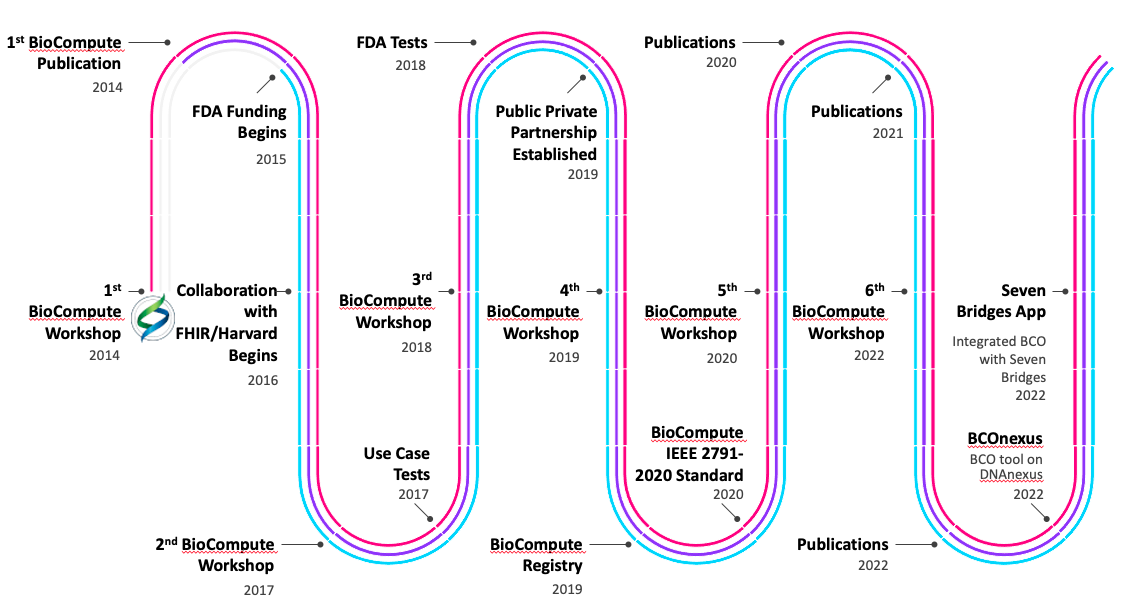 1st BioCompute
Publication
2014
FDA Funding
Begins
2015
1st
BioCompute
Workshop
2014
Collaboration
with
FHIR/Harvard
Begins
2016
2nd BioCompute
Workshop
2017
Use Case
Tests
2017
3rd
BioCompute
Workshop
2018
FDA Tests
2018
Public Private
Partnership
Established
2019
4th
BioCompute
Workshop
2019
BioCompute
Registry
2019
BioCompute
IEEE 2791-
2020 Standard
2020
5th
BioCompute
Workshop
2020
Publications
2020
Publications
2021
6th
BioCompute
Workshop
2022
Publications
2022
BCOnexus
BCO tool on
DNAnexus
2022
Seven
Bridges App
Integrated BCO
with Seven
Bridges
2022